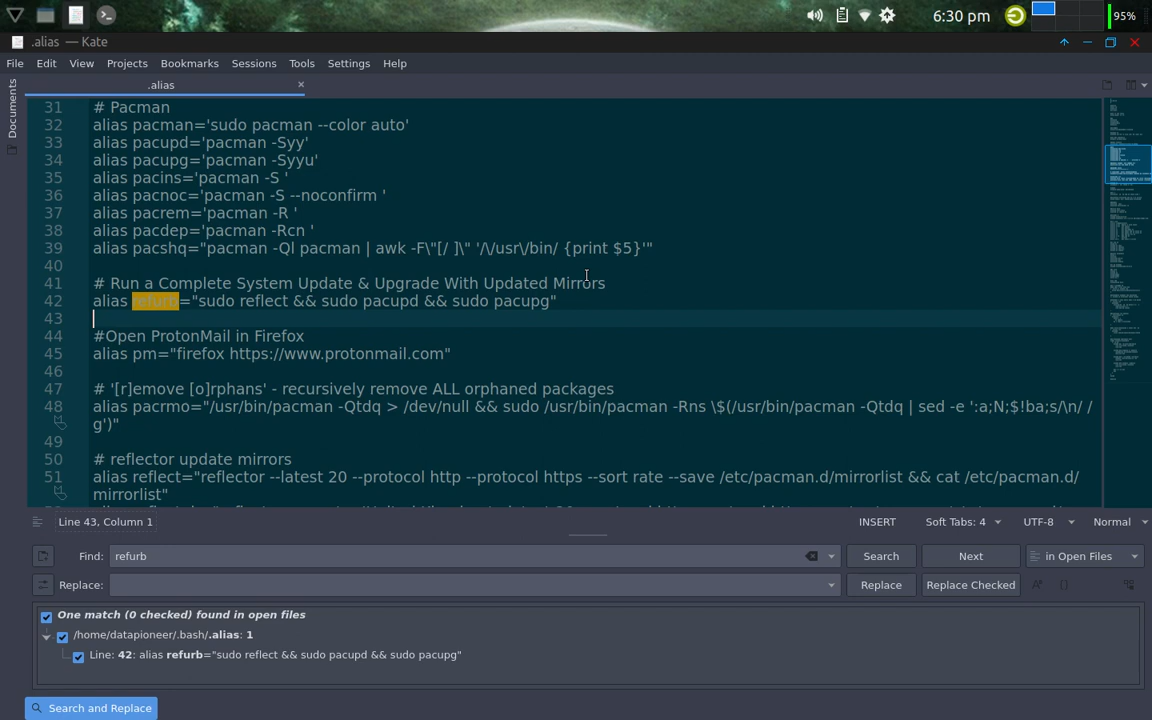 6:30 pm
95%
.alias — Kate
File Edit View Projects Bookmarks Sessions Tools Settings Help
Documents
.alias
31 # Pacman
32 alias pacman='sudo pacman --color auto'
33 alias pacupd='pacman -Syy'
34 alias pacupg='pacman -Syyu'
35 alias pacins='pacman -S '
36 alias pacnoc='pacman -S --noconfirm '
37 alias pacrem='pacman -R '
38 alias pacdep='pacman -Rcn '
39 alias pacshq="pacman -Ql pacman | awk -F\"[/ ]\" '/\/usr\/bin/ {print $5}'"
40
41 # Run a Complete System Update & Upgrade With Updated Mirrors
42 alias refurb="sudo reflect && sudo pacupd && sudo pacupg"
43
44 #Open ProtonMail in Firefox
45 alias pm="firefox https://www.protonmail.com"
46
47 # '[r]emove [o]rphans' - recursively remove ALL orphaned packages
48 alias pacrmo="/usr/bin/pacman -Qtdq > /dev/null && sudo /usr/bin/pacman -Rns \$(/usr/bin/pacman -Qtdq | sed -e ':a;N;$!ba;s/\n/ /
g')"
49
50 # reflector update mirrors
51 alias reflect="reflector --latest 20 --protocol http --protocol https --sort rate --save /etc/pacman.d/mirrorlist && cat /etc/pacman.d/
mirrorlist"
Line 43, Column 1 INSERT Soft Tabs: 4 UTF-8 Normal
Find: refurb Search Next in Open Files
Replace: Replace Replace Checked
One match (0 checked) found in open files
/home/datapioneer/.bash/.alias: 1
Line: 42: alias refurb="sudo reflect && sudo pacupd && sudo pacupg"
Search and Replace